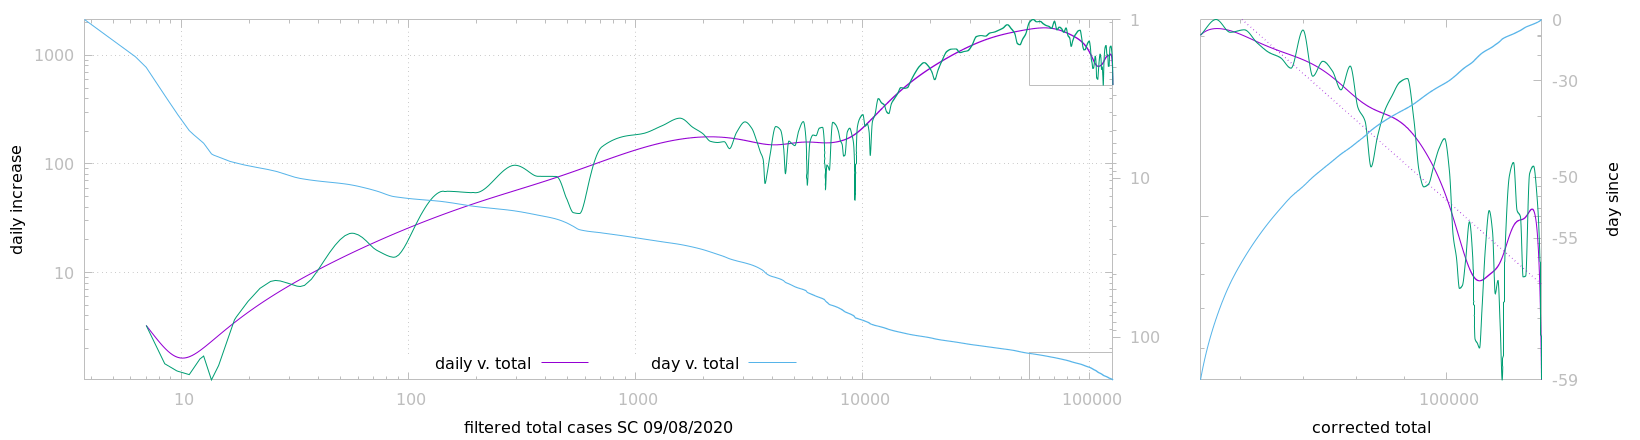 1000
100
10
daily increase
daily v. total
day v. total
10
100
1000
10000
100000
filtered total cases SC 09/08/2020
1
10
100
0
-30
-50
-55
-59
day since
100000
corrected total